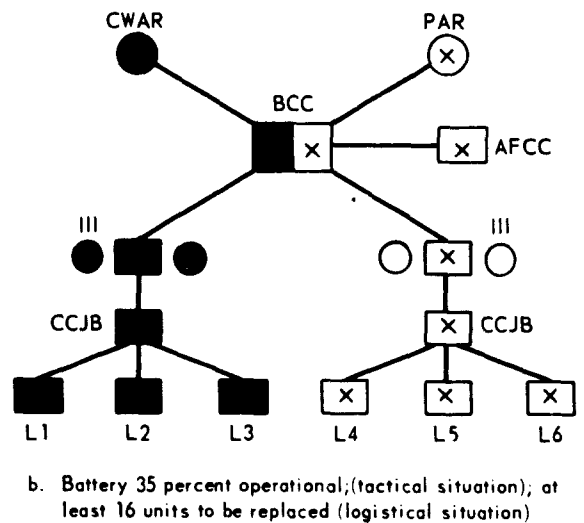 CWAR PAR
BCC
AFCC
III III
CCJB CCJB
L1 L2 L3 L4 L5 L6
b. Battery 35 percent operational;(tactical situation); at
least 16 units to be replaced (logistical situation)